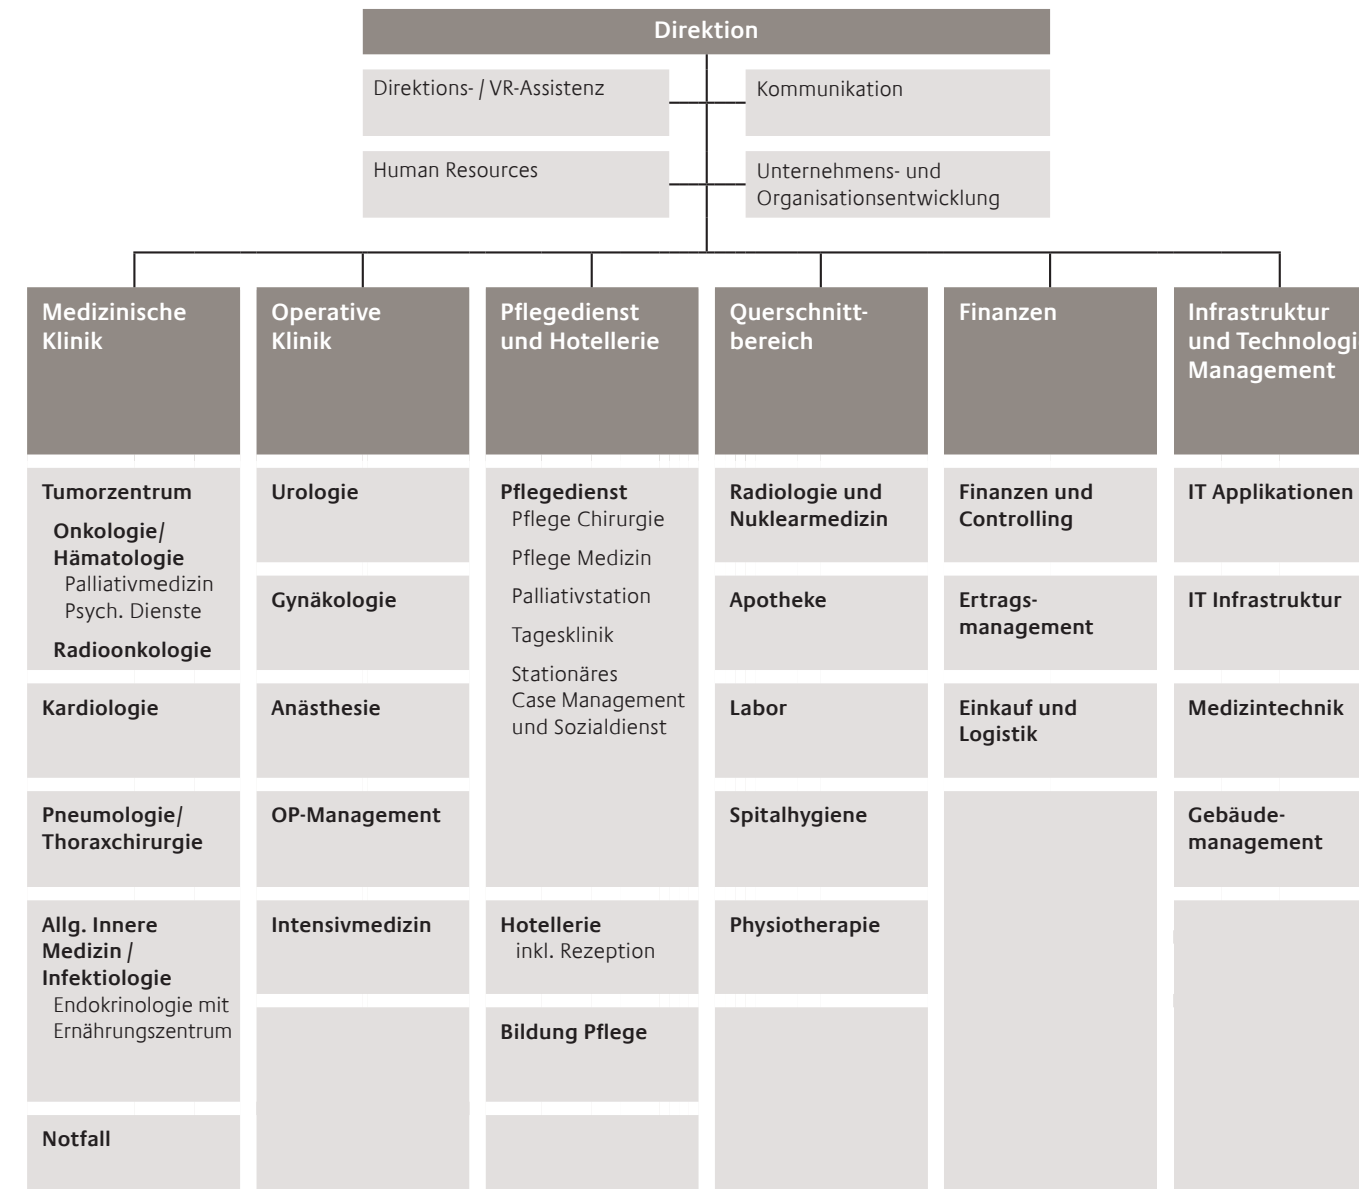 Direktion
Direktions- / VR-Assistenz
Kommunikation
Human Resources
Unternehmens- und
Organisationsentwicklung
Medizinische
Klinik
Operative
Klinik
Pflegedienst
und Hotellerie
Querschnitt-
bereich
Finanzen
Infrastruktur
und Technologi
Management
Tumorzentrum
Onkologie/
Hämatologie
Palliativmedizin
Psych. Dienste
Radioonkologie
Kardiologie
Pneumologie/
Thoraxchirurgie
Allg. Innere
Medizin /
Infektiologie
Endokrinologie mit
Ernährungszentrum
Notfall
Urologie
Gynäkologie
Anästhesie
OP-Management
Intensivmedizin
Pflegedienst
Pflege Chirurgie
Pflege Medizin
Palliativstation
Tagesklinik
Stationäres
Case Management
und Sozialdienst
Hotellerie
inkl. Rezeption
Bildung Pflege
Radiologie und
Nuklearmedizin
Apotheke
Labor
Spitalhygiene
Physiotherapie
Finanzen und
Controlling
Ertrags-
management
Einkauf und
Logistik
IT Applikationen
IT Infrastruktur
Medizintechnik
Gebäude-
management